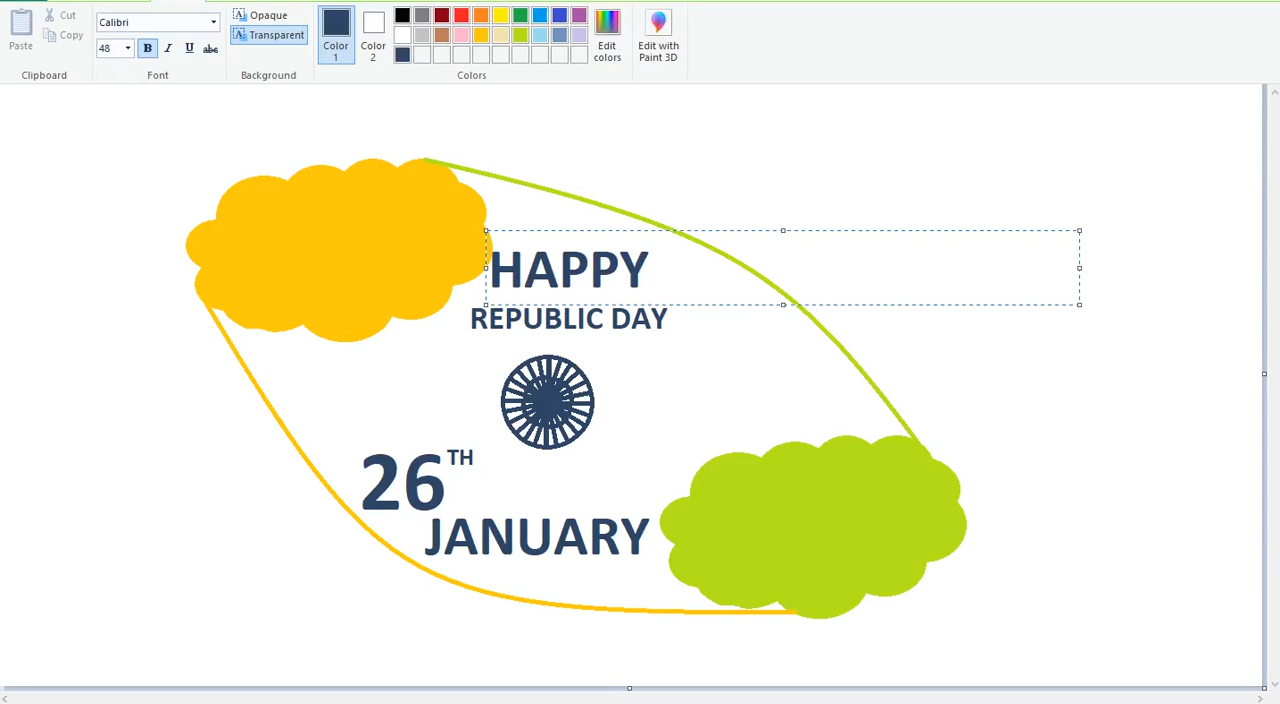 Cut
Copy
Paste
Clipboard
Calibri
48
B I U abc
Font
Opaque
Transparent
Background
Color 1
Color 2
Edit colors
Colors
Edit with Paint 3D
HAPPY
REPUBLIC DAY
26TH
JANUARY